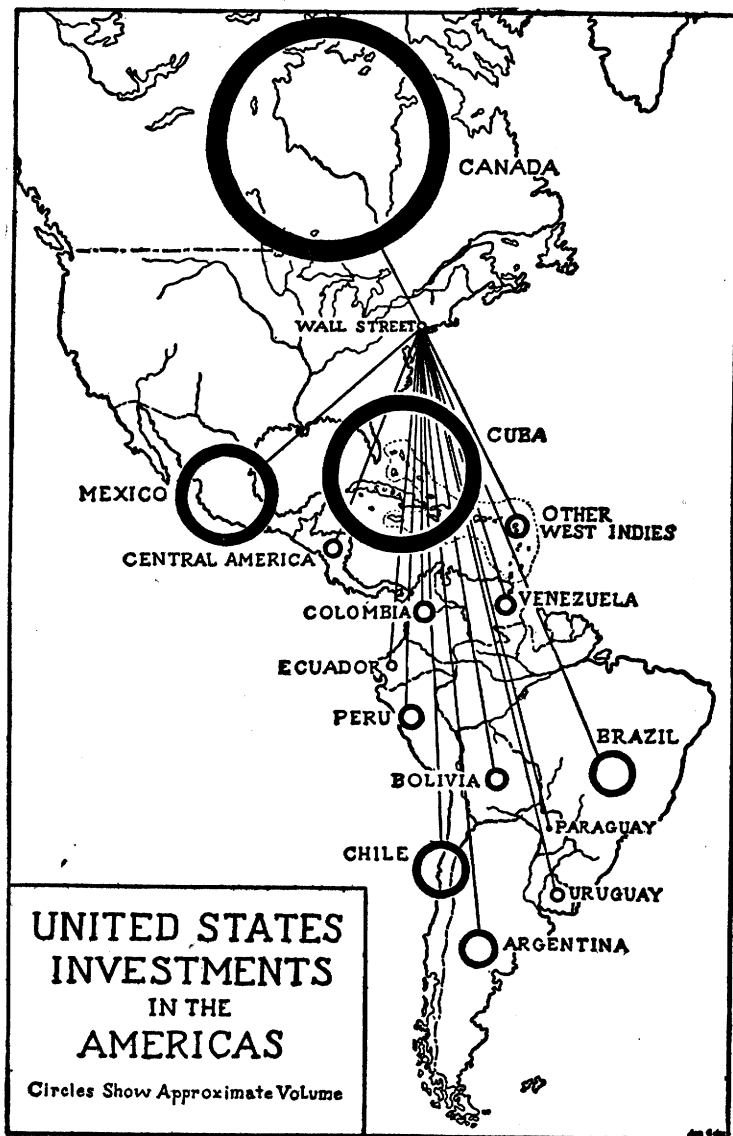 CANADA
WALL STREET
CUBA
CUBA
MEXICO
OTHER
WEST INDIES
CENTRAL AMERICA
COLOMBIA
VENEZUELA
ECUADOR
PERU
BRAZIL
BOLIVIA
PARAGUAY
CHILE
URUGUAY
ARGENTINA
UNITED STATES
INVESTMENTS
IN THE
AMERICAS
Circles Show Approximate Volume